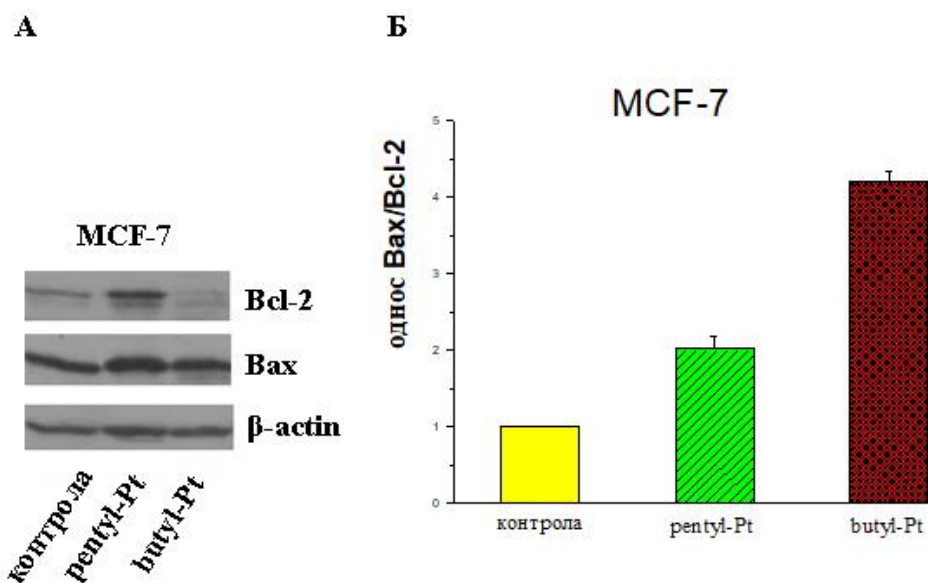 А
Б
MCF-7
Bcl-2
Bax
β-actin
контрола
pentyl-Pt
butyl-Pt
MCF-7
однос Bax/Bcl-2
5
4
3
2
1
0
контрола
pentyl-Pt
butyl-Pt